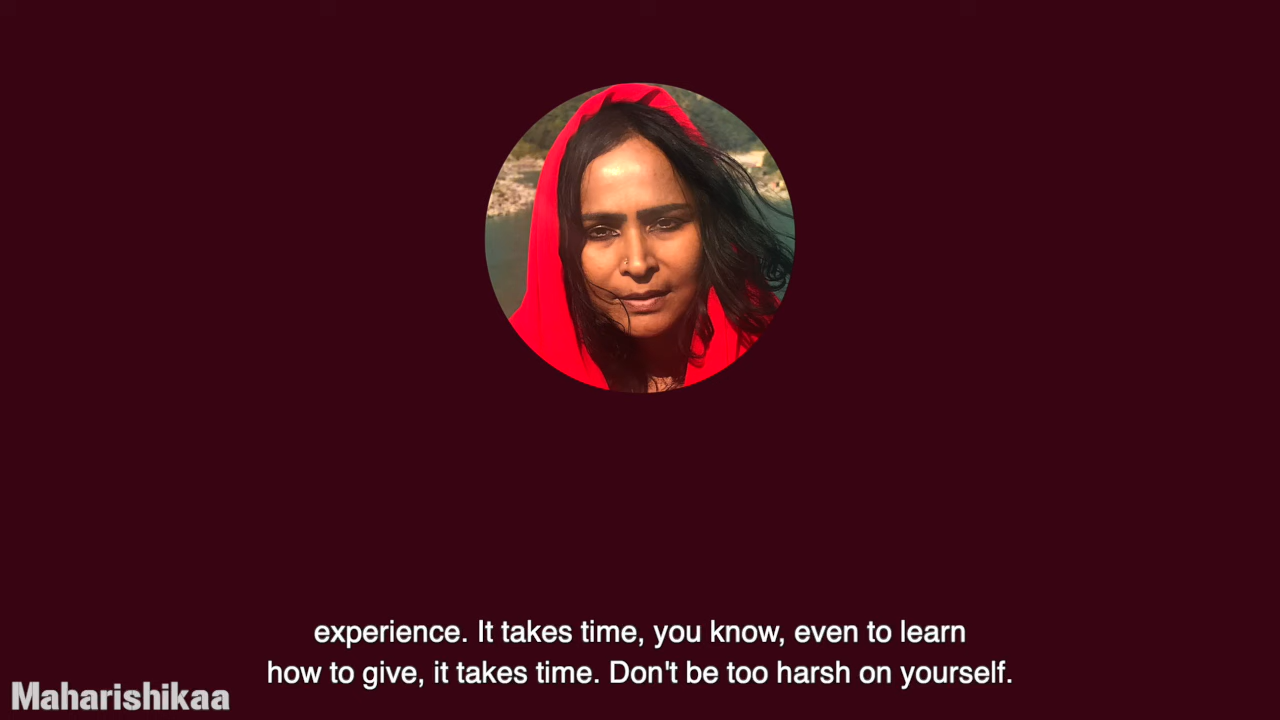 experience. It takes time, you know, even to learn
how to give, it takes time. Don't be too harsh on yourself.
Maharishikaa